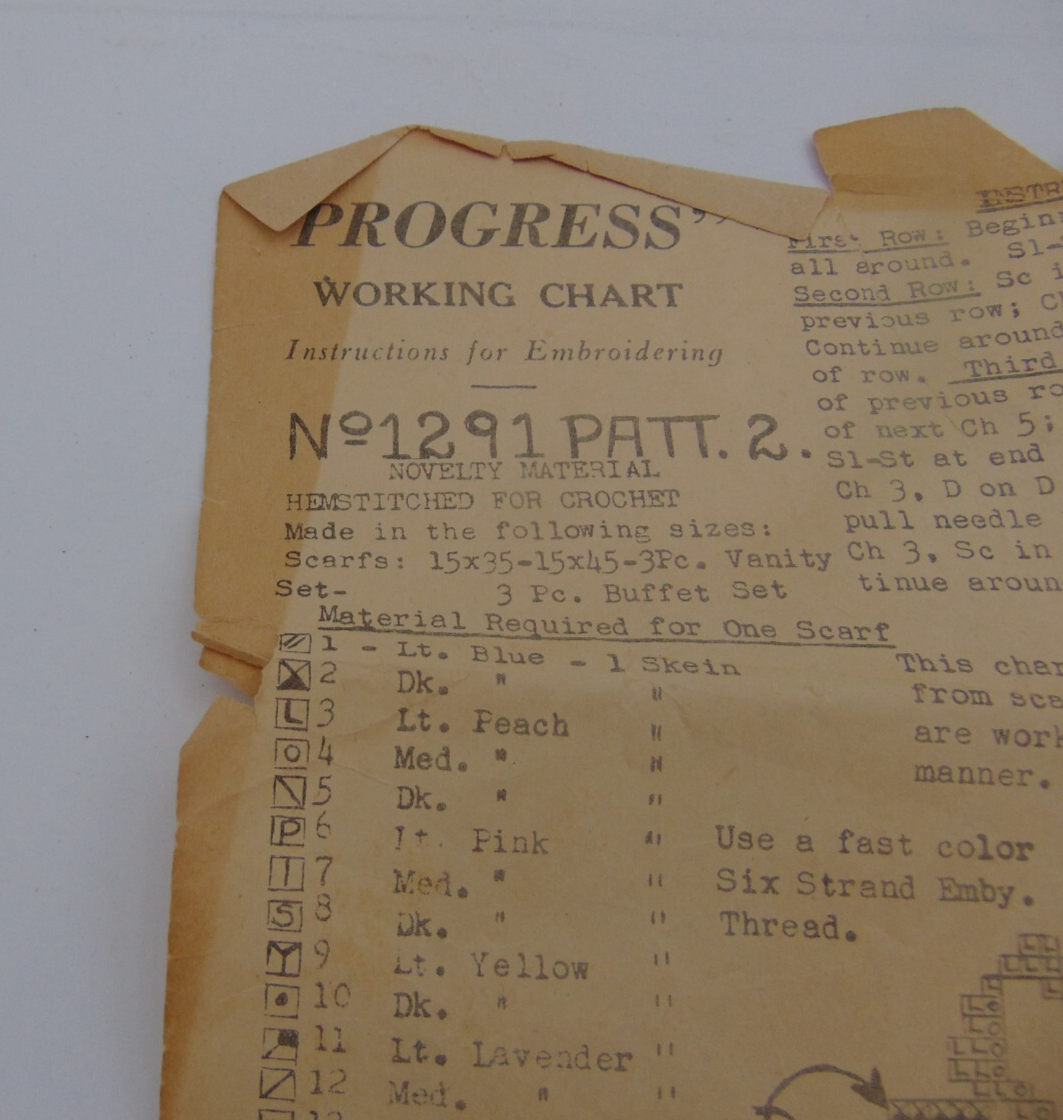 PROGRESS”
WORKING CHART
Instructions for Embroidering
Nº1291 PATT. 2.
NOVELTY MATERIAL
HEMSTITCHED FOR CROCHET
Made in the following sizes:
Scarfs: 15x35-15x45-3Pc. Vanity
Set- 3 Pc. Buffet Set
Material Required for One Scarf
1 - Lt. Blue - 1 Skein
2 Dk. " "
L 3 Lt. Peach "
O 4 Med. " "
5 Dk. " "
P 6 Lt. Pink "
7 Med. " "
S 8 Dk. " "
Y 9 Lt. Yellow "
10 Dk. " "
11 Lt. Lavender "
12 Med. " "
Use a fast color
Six Strand Emby.
Thread.
First Row: Begin
all around. Sl-
Second Row: Sc
previous row;
Continue around
of row. Third
of previous
of next Ch 5;
Sl-St at end
Ch 3, D on D
pull needle
Ch 3, Sc in
tinue aroun
This char
from sca
are work
manner.